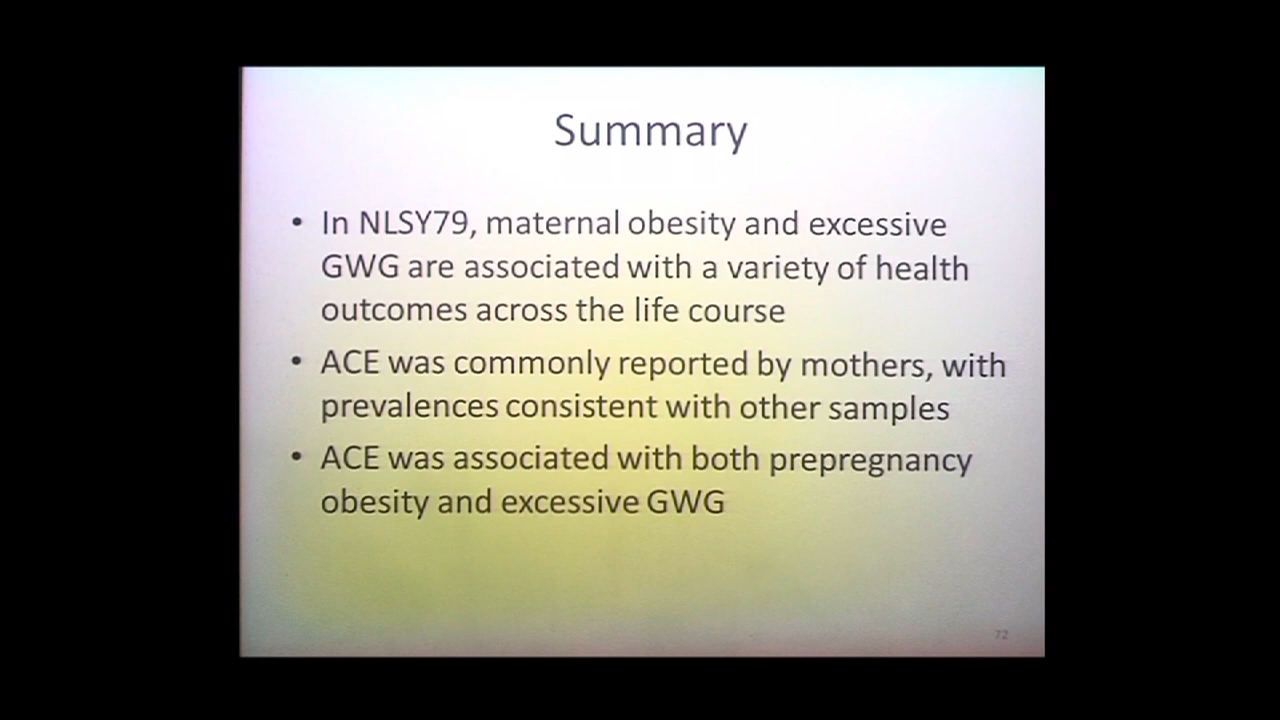 Summary
• In NLSY79, maternal obesity and excessive
GWG are associated with a variety of health
outcomes across the life course
• ACE was commonly reported by mothers, with
prevalences consistent with other samples
• ACE was associated with both prepregnancy
obesity and excessive GWG
72